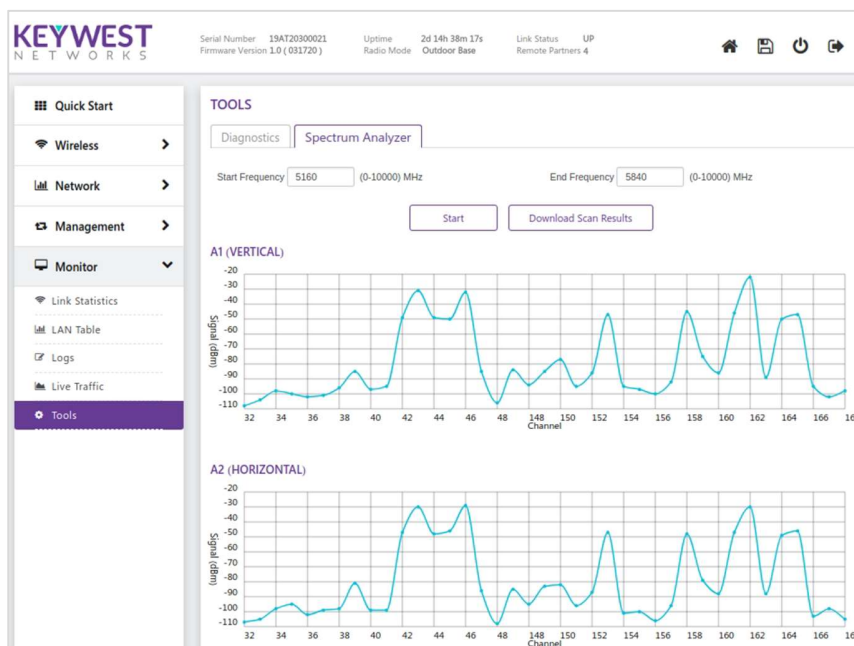 KEYWEST
NETWORKS
Serial Number 19AT20300021
Firmware Version 1.0 ( 031720 )
Uptime 2d 14h 38m 17s
Radio Mode Outdoor Base
Link Status UP
Remote Partners 4
Quick Start
Wireless
Network
Management
Monitor
Link Statistics
LAN Table
Logs
Live Traffic
Tools
TOOLS
Diagnostics
Spectrum Analyzer
Start Frequency 5160 (0-10000) MHz
End Frequency 5840 (0-10000) MHz
Start
Download Scan Results
A1 (VERTICAL)
Signal (dBm)
-20
-30
-40
-50
-60
-70
-80
-90
-100
-110
32 34 36 38 40 42 44 46 48 148 150 152 154 156 158 160 162 164 166
Channel
A2 (HORIZONTAL)
Signal (dBm)
-20
-30
-40
-50
-60
-70
-80
-90
-100
-110
32 34 36 38 40 42 44 46 48 148 150 152 154 156 158 160 162 164 166
Channel